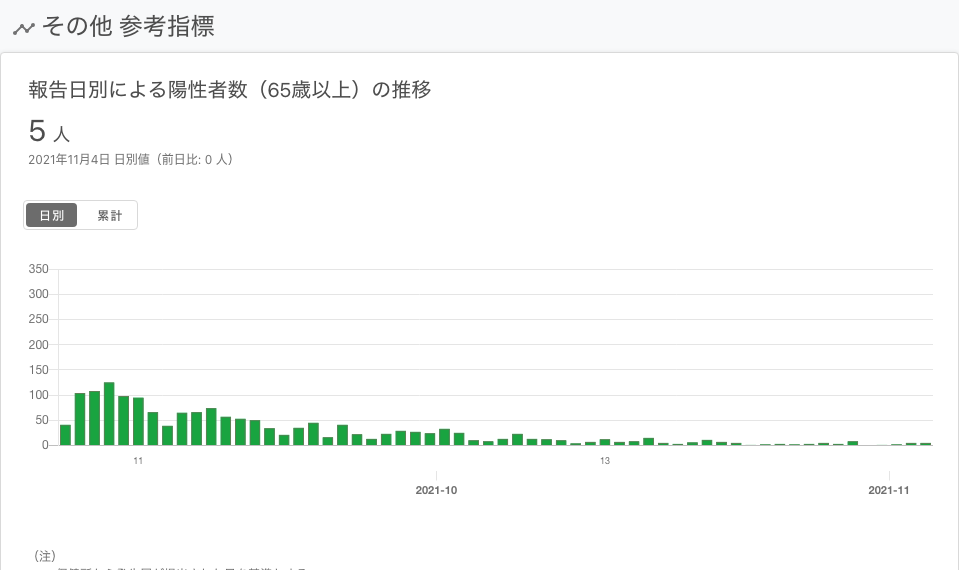 その他 参考指標
報告日別による陽性者数（65歳以上）の推移
5 人
2021年11月4日 日別値（前日比: 0 人）
日別 累計
350
300
250
200
150
100
50
0
11 13
2021-10 2021-11
（注）